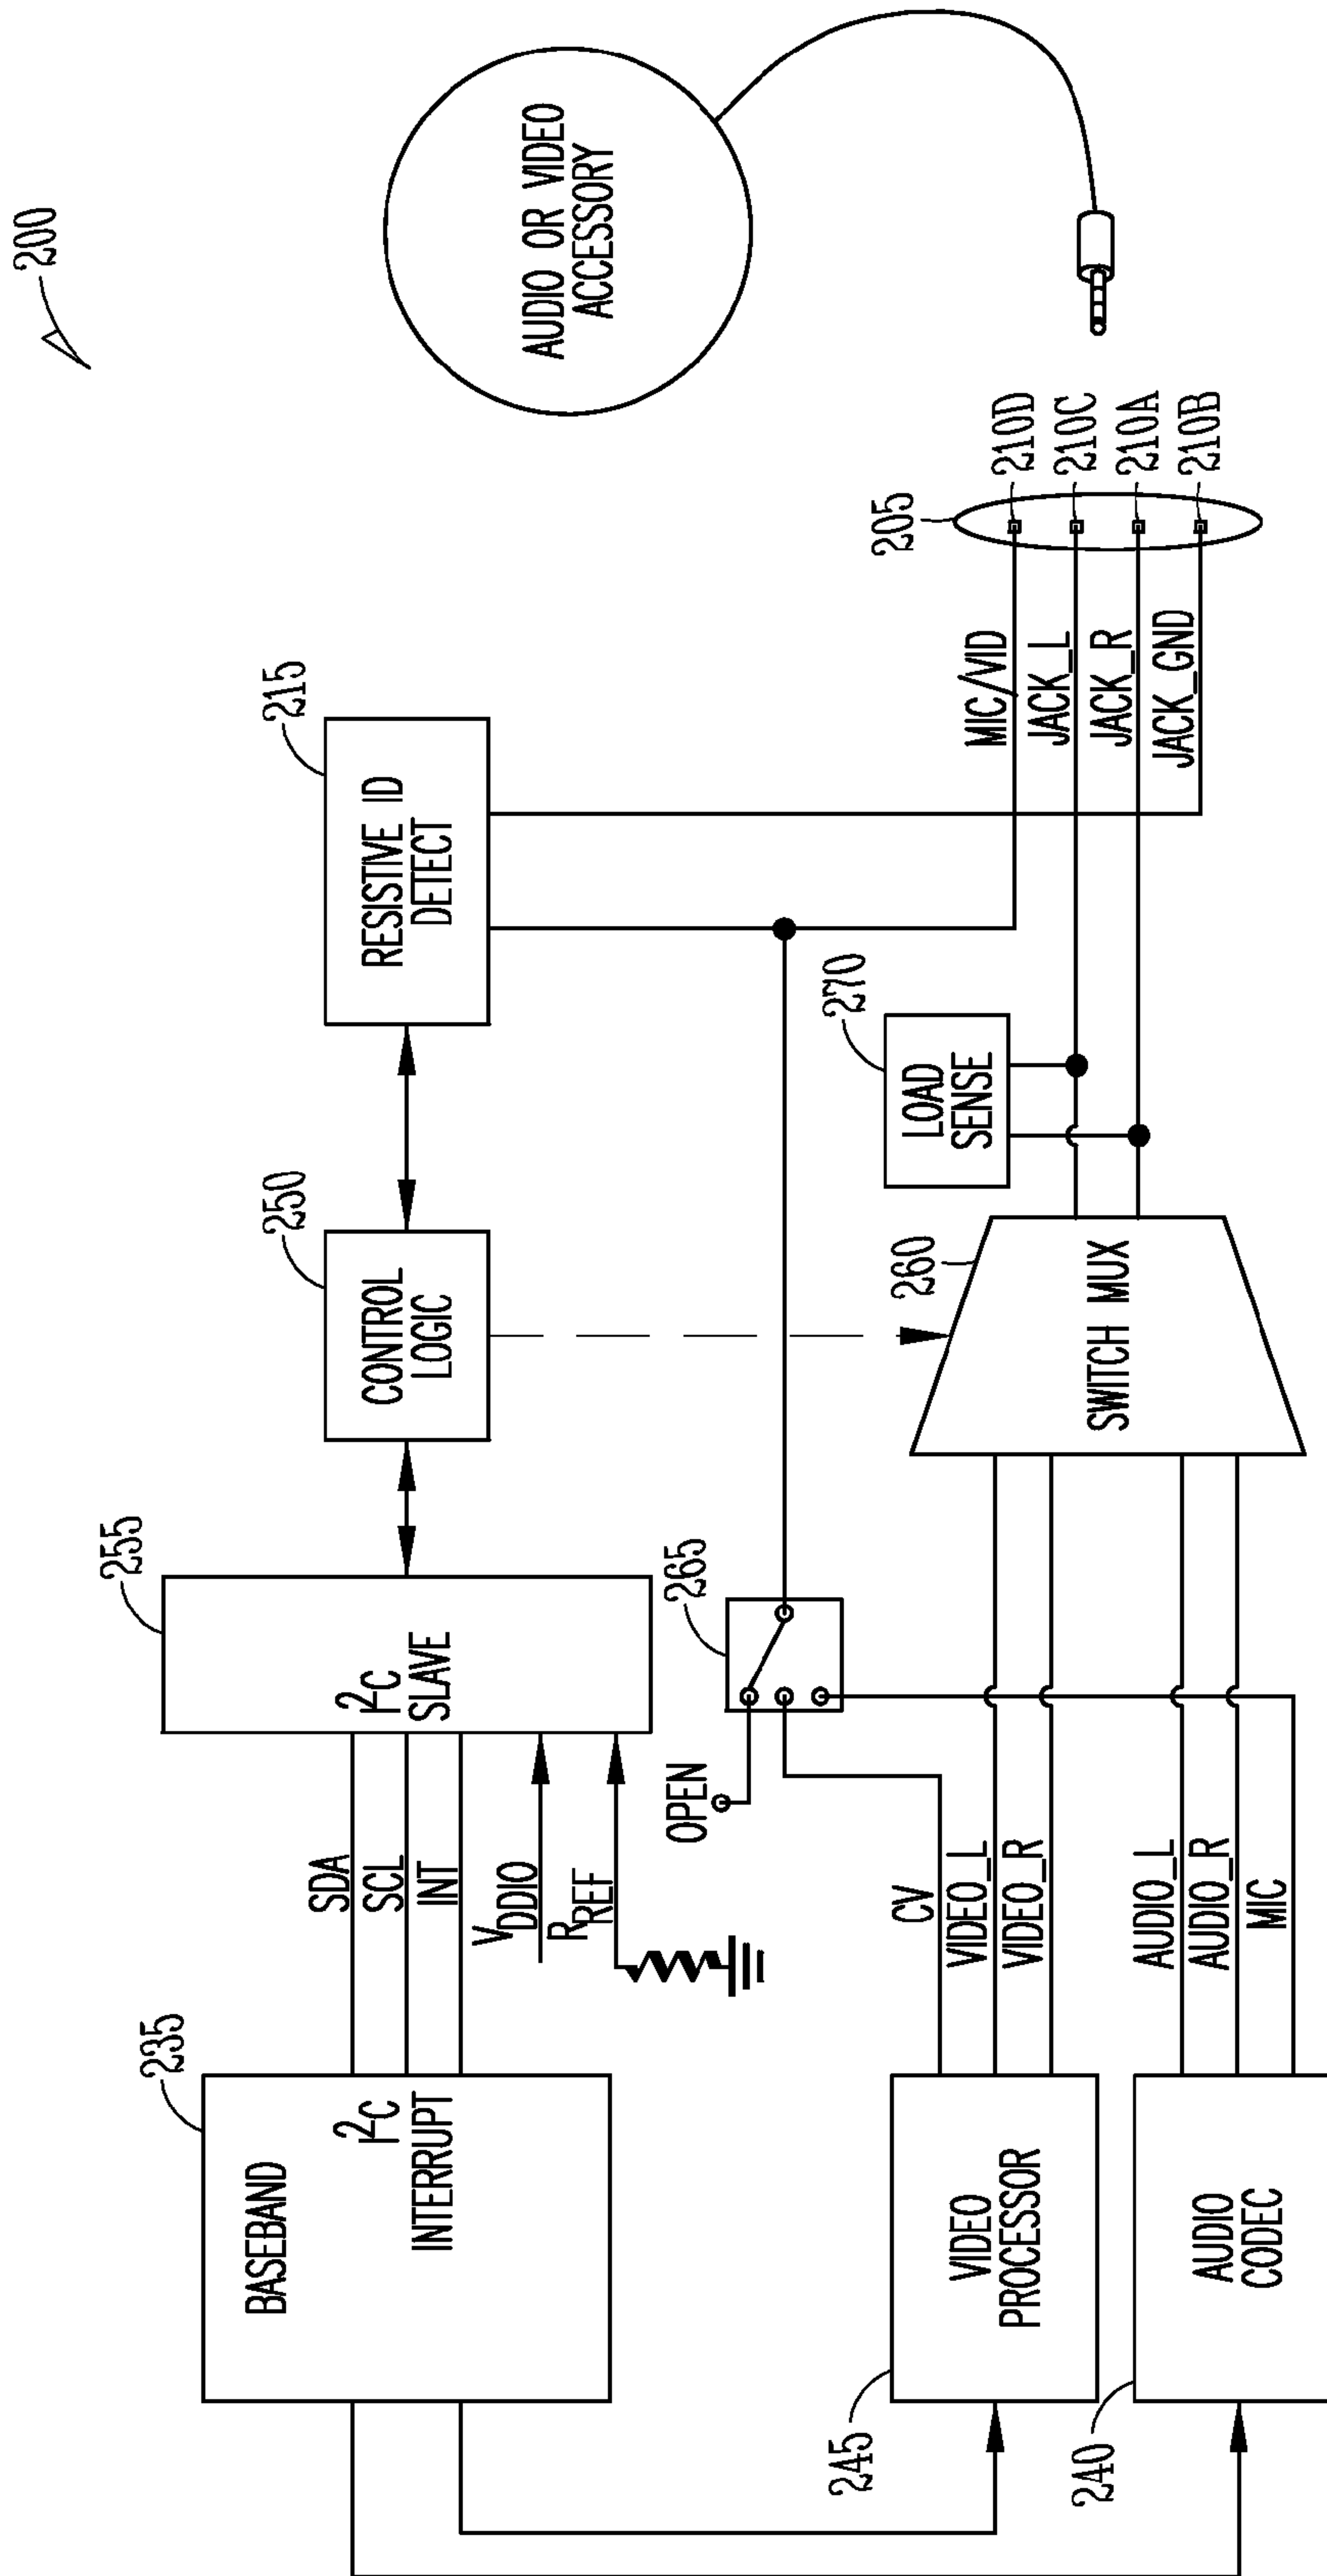 200
AUDIO OR VIDEO
ACCESSORY
235
BASEBAND
I²C
INTERRUPT
SDA
SCL
INT
VDDIO
RREF
255
I²C
SLAVE
250
CONTROL
LOGIC
215
RESISTIVE ID
DETECT
265
OPEN
245
VIDEO
PROCESSOR
CV
VIDEO_L
VIDEO_R
240
AUDIO
CODEC
AUDIO_L
AUDIO_R
MIC
260
SWITCH MUX
270
LOAD
SENSE
MIC/VID
JACK_L
JACK_R
JACK_GND
205
210D
210C
210A
210B